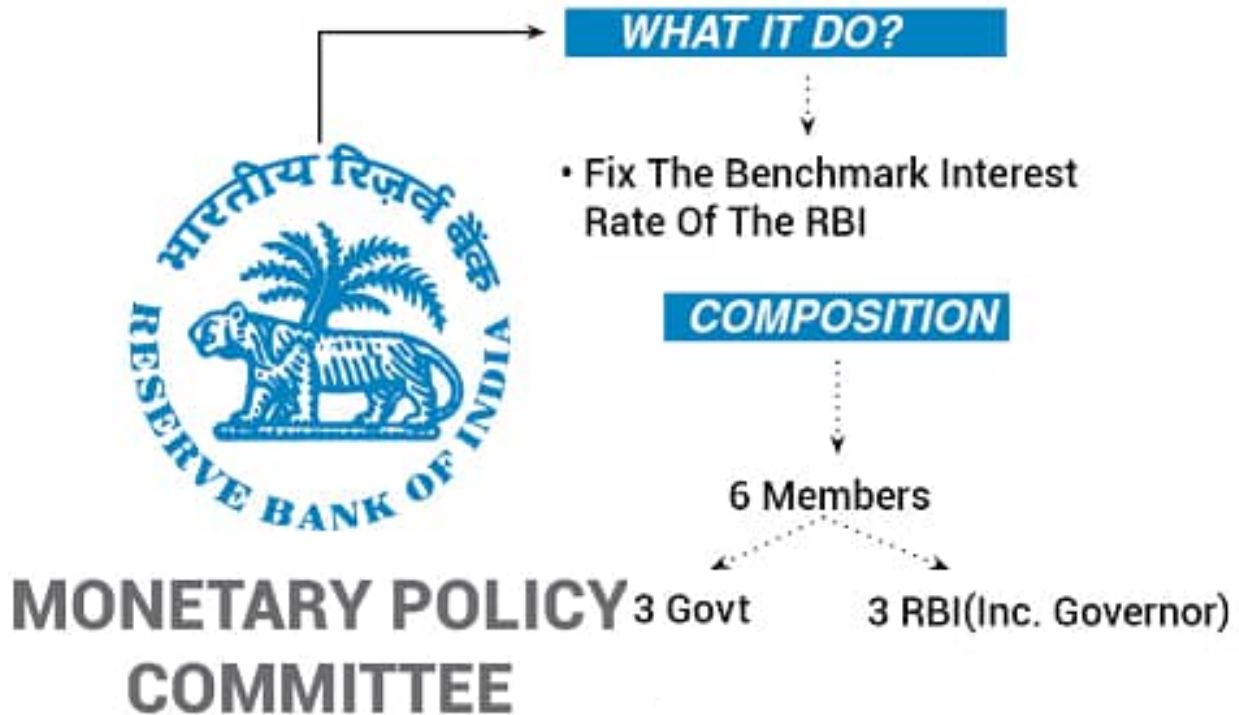 WHAT IT DO?
• Fix The Benchmark Interest
Rate Of The RBI
भारतीय रिज़र्व बैंक
RESERVE BANK OF INDIA
COMPOSITION
6 Members
3 Govt
3 RBI(Inc. Governor)
MONETARY POLICY
COMMITTEE